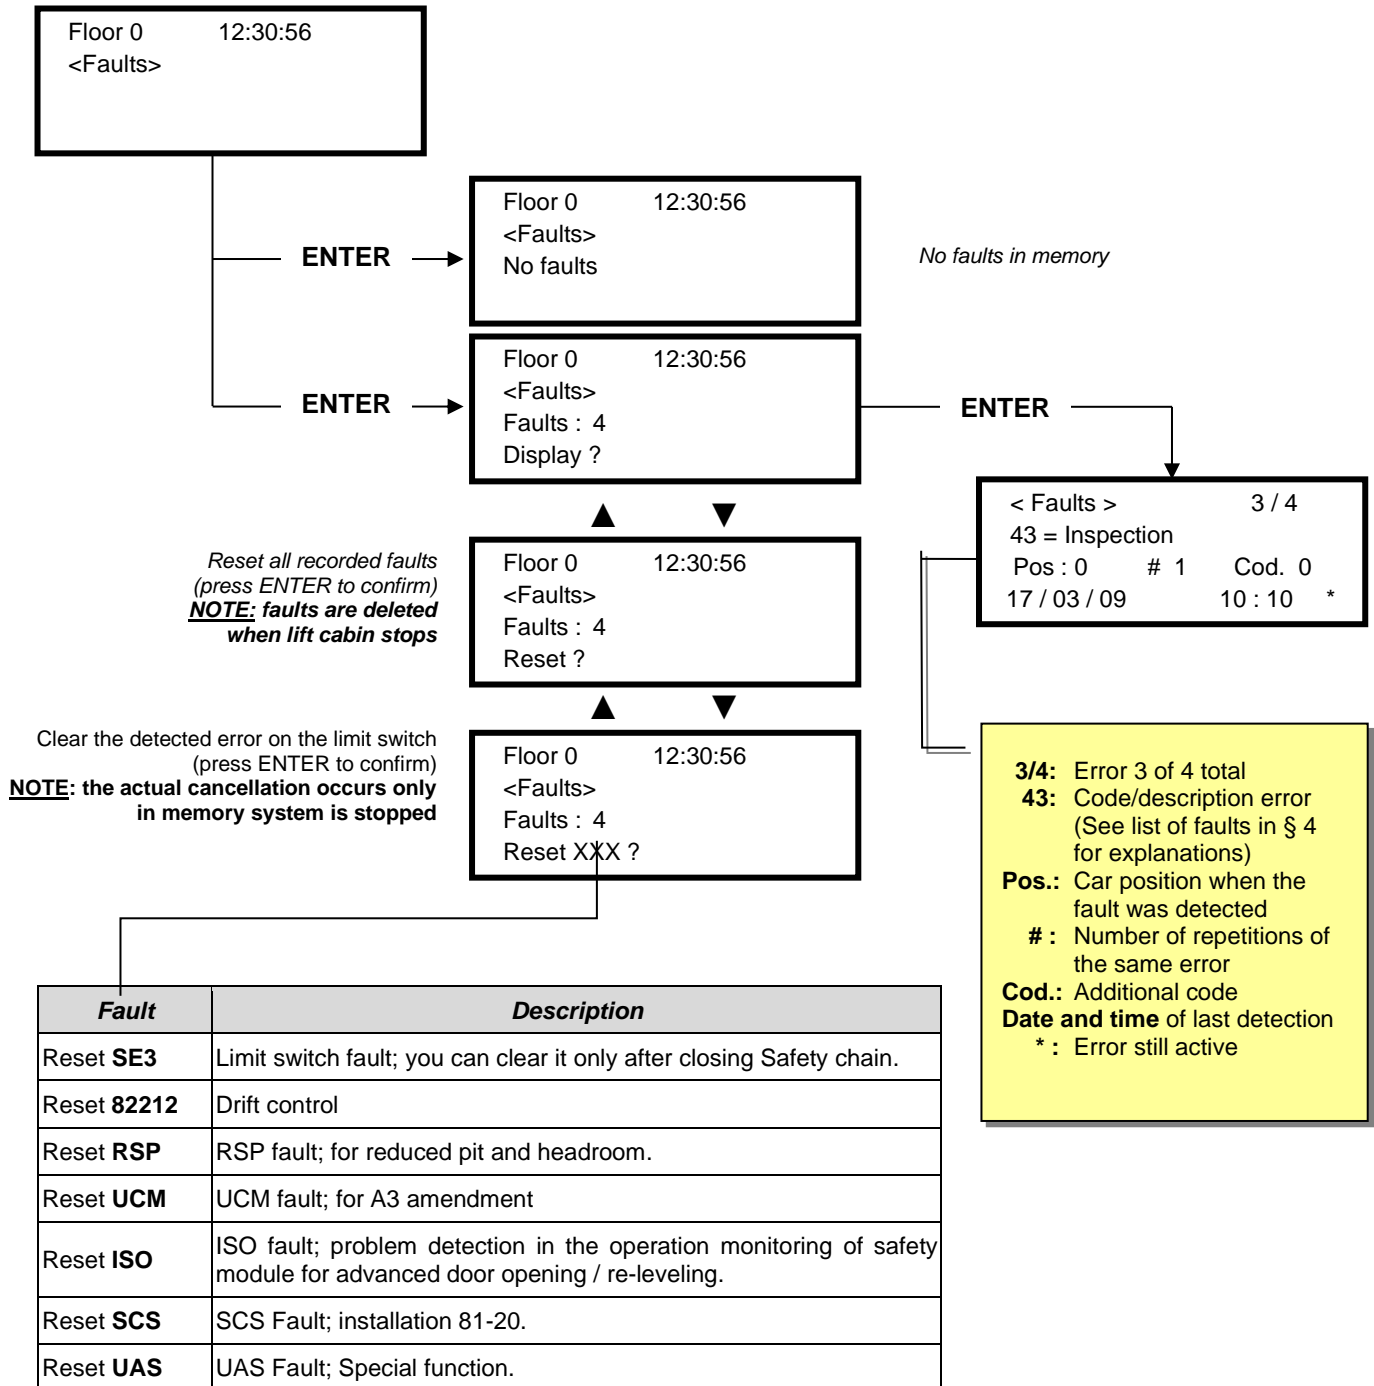 Floor 0 12:30:56
<Faults>
ENTER
Floor 0 12:30:56
<Faults>
No faults
No faults in memory
ENTER
Floor 0 12:30:56
<Faults>
Faults : 4
Display ?
ENTER
< Faults > 3 / 4
43 = Inspection
Pos : 0 # 1 Cod. 0
17 / 03 / 09 10 : 10 *
▲ ▼
Reset all recorded faults
(press ENTER to confirm)
NOTE: faults are deleted
when lift cabin stops
Floor 0 12:30:56
<Faults>
Faults : 4
Reset ?
▲ ▼
Clear the detected error on the limit switch
(press ENTER to confirm)
NOTE: the actual cancellation occurs only
in memory system is stopped
Floor 0 12:30:56
<Faults>
Faults : 4
Reset XXX ?
3/4: Error 3 of 4 total
43: Code/description error
(See list of faults in § 4
for explanations)
Pos.: Car position when the
fault was detected
# : Number of repetitions of
the same error
Cod.: Additional code
Date and time of last detection
* : Error still active
Fault Description
Reset SE3 Limit switch fault; you can clear it only after closing Safety chain.
Reset 82212 Drift control
Reset RSP RSP fault; for reduced pit and headroom.
Reset UCM UCM fault; for A3 amendment
Reset ISO ISO fault; problem detection in the operation monitoring of safety
module for advanced door opening / re-leveling.
Reset SCS SCS Fault; installation 81-20.
Reset UAS UAS Fault; Special function.